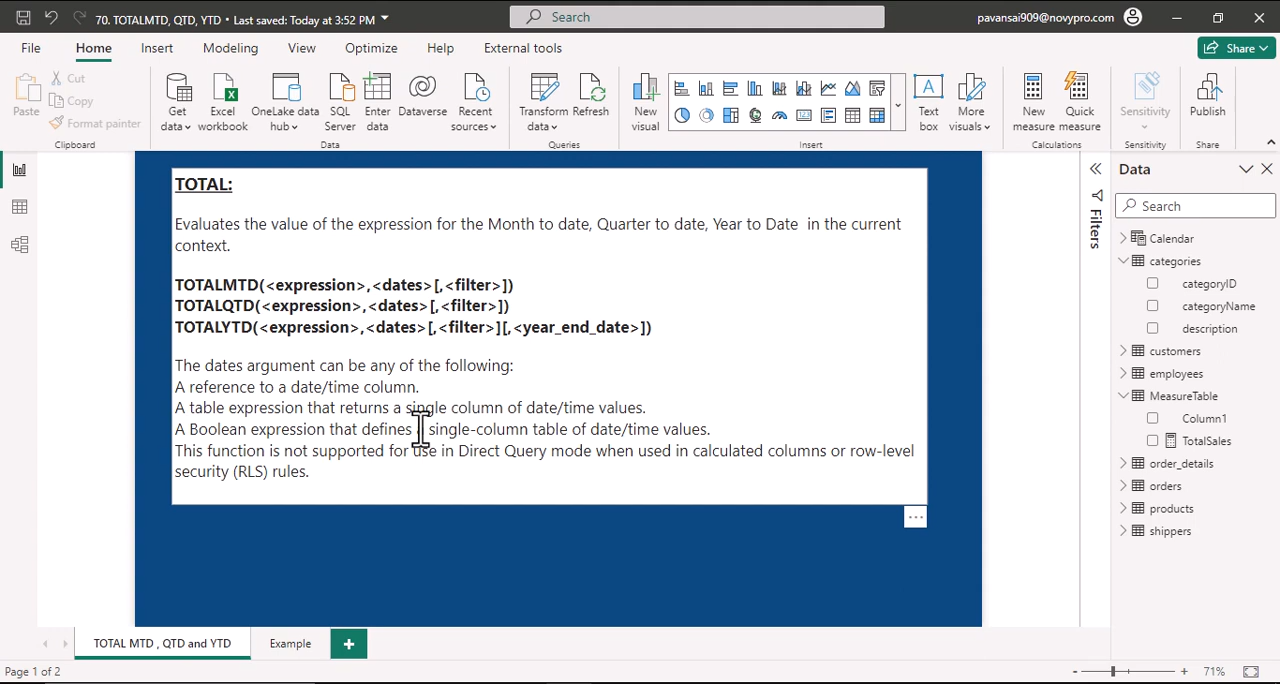 70. TOTALMTD, QTD, YTD • Last saved: Today at 3:52 PM
Search
pavansai909@novypro.com
File
Home
Insert
Modeling
View
Optimize
Help
External tools
Share
Paste
Cut
Copy
Format painter
Clipboard
Get data
Excel workbook
OneLake data hub
SQL Server
Enter data
Dataverse
Recent sources
Data
Transform data
Refresh
Queries
New visual
Text box
More visuals
Insert
New measure
Quick measure
Calculations
Sensitivity
Sensitivity
Publish
Share
TOTAL:
Evaluates the value of the expression for the Month to date, Quarter to date, Year to Date in the current
context.
TOTALMTD(<expression>,<dates>[,<filter>])
TOTALQTD(<expression>,<dates>[,<filter>])
TOTALYTD(<expression>,<dates>[,<filter>][,<year_end_date>])
The dates argument can be any of the following:
A reference to a date/time column.
A table expression that returns a single column of date/time values.
A Boolean expression that defines a single-column table of date/time values.
This function is not supported for use in Direct Query mode when used in calculated columns or row-level
security (RLS) rules.
Filters
Data
Search
Calendar
categories
categoryID
categoryName
description
customers
employees
MeasureTable
Column1
TotalSales
order_details
orders
products
shippers
TOTAL MTD , QTD and YTD
Example
Page 1 of 2
71%